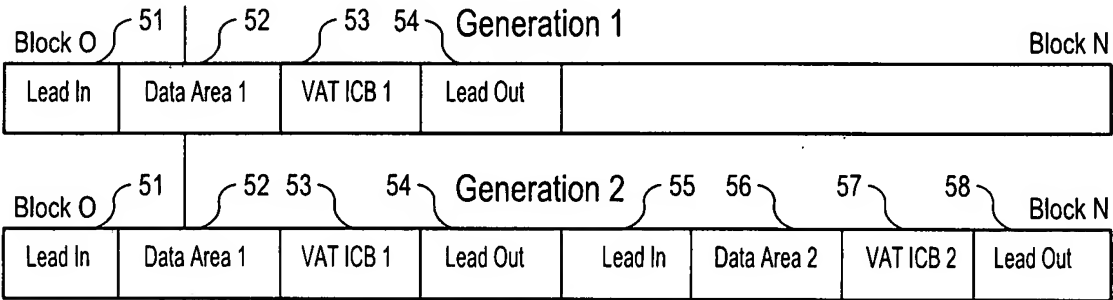 51 52 53 54 Generation 1
Block O Block N
Lead In Data Area 1 VAT ICB 1 Lead Out
51 52 53 54 Generation 2 55 56 57 58
Block O Block N
Lead In Data Area 1 VAT ICB 1 Lead Out Lead In Data Area 2 VAT ICB 2 Lead Out